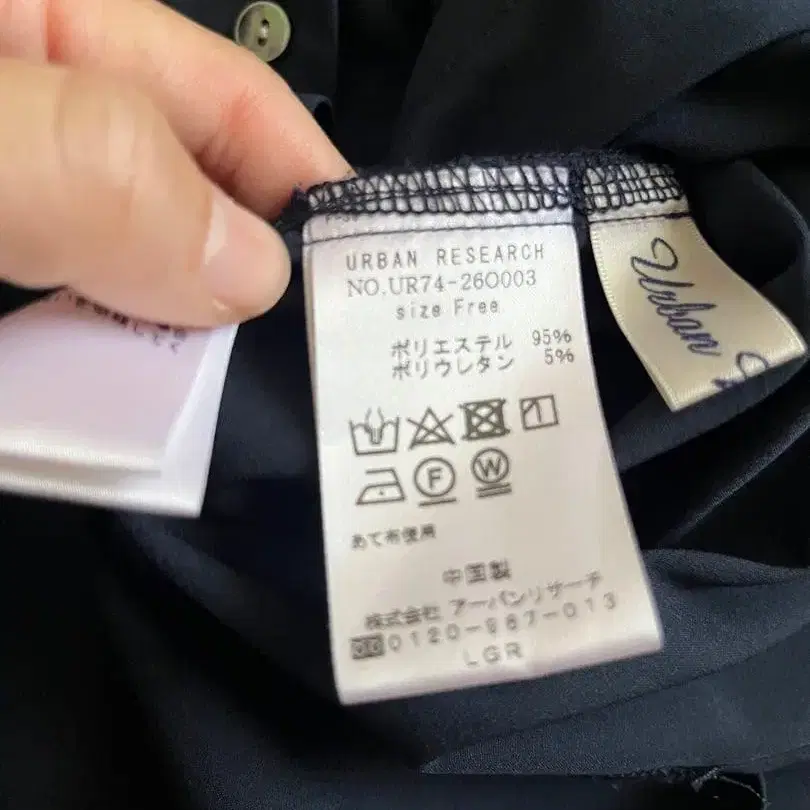 URBAN RESEARCH
NO.UR74-260003
size Free
ポリエステル 95%
ポリウレタン 5%
F
W
あて布使用
中国製
株式会社 アーバンリサーチ
0120-987-013
LGR
Urban